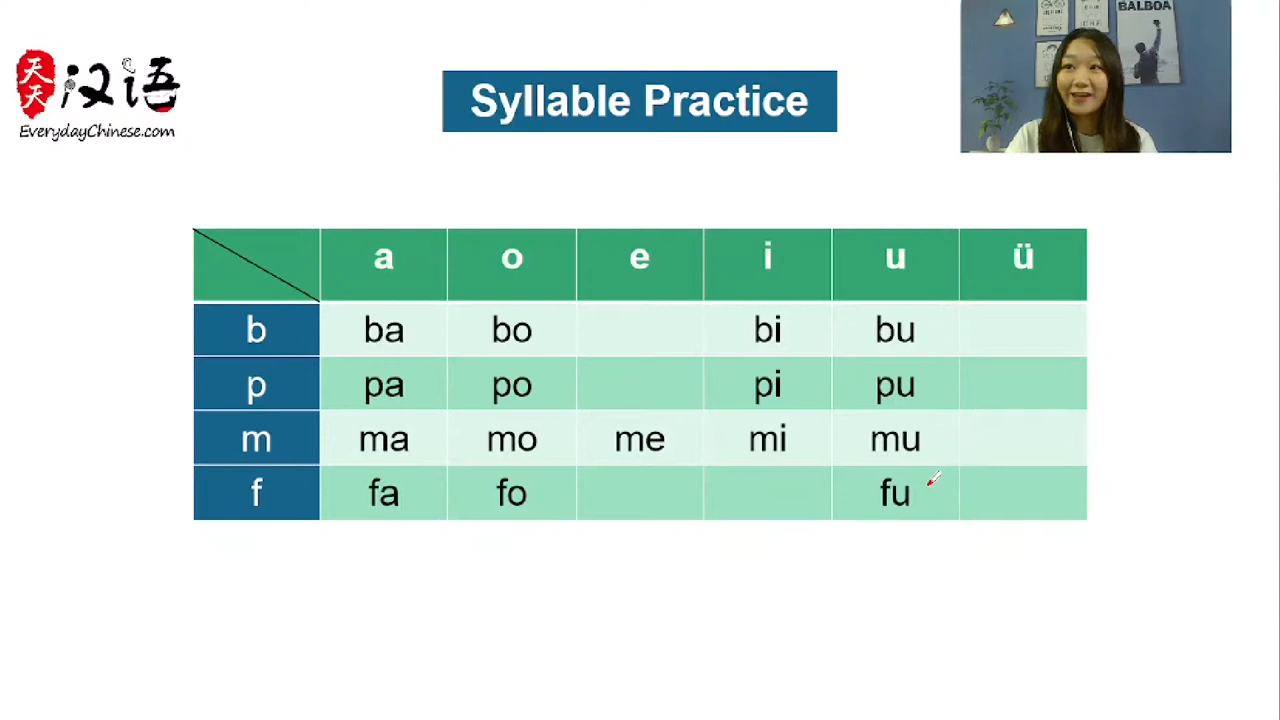 天天汉语
EverydayChinese.com
Syllable Practice
BALBOA
a o e i u ü
b ba bo bi bu
p pa po pi pu
m ma mo me mi mu
f fa fo fu